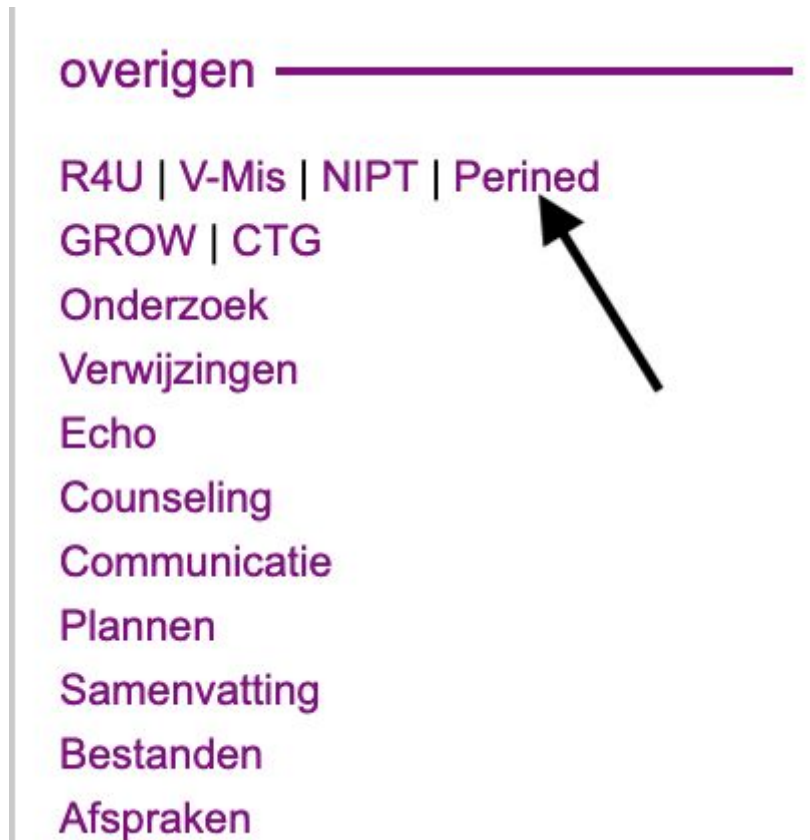 overigen
R4U | V-Mis | NIPT | Perined
GROW | CTG
Onderzoek
Verwijzingen
Echo
Counseling
Communicatie
Plannen
Samenvatting
Bestanden
Afspraken